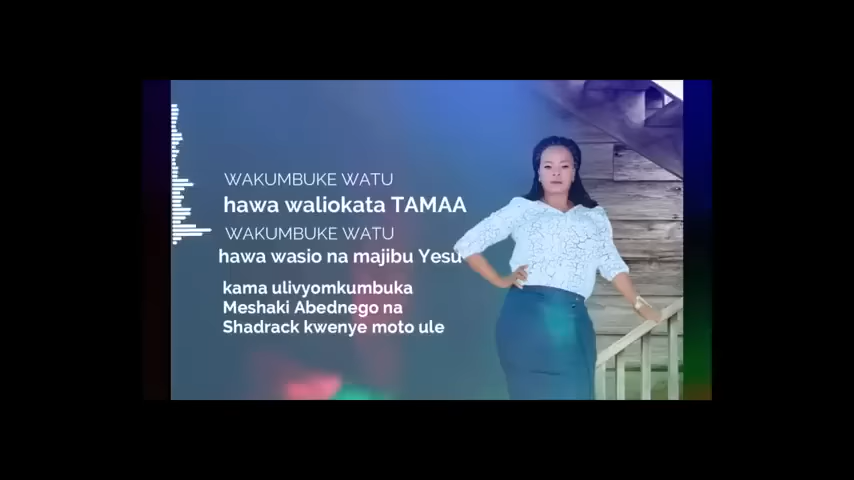 WAKUMBUKE WATU
hawa waliokata TAMAA
WAKUMBUKE WATU
hawa wasio na majibu Yesu
kama ulivyomkumbuka
Meshaki Abednego na
Shadrack kwenye moto ule